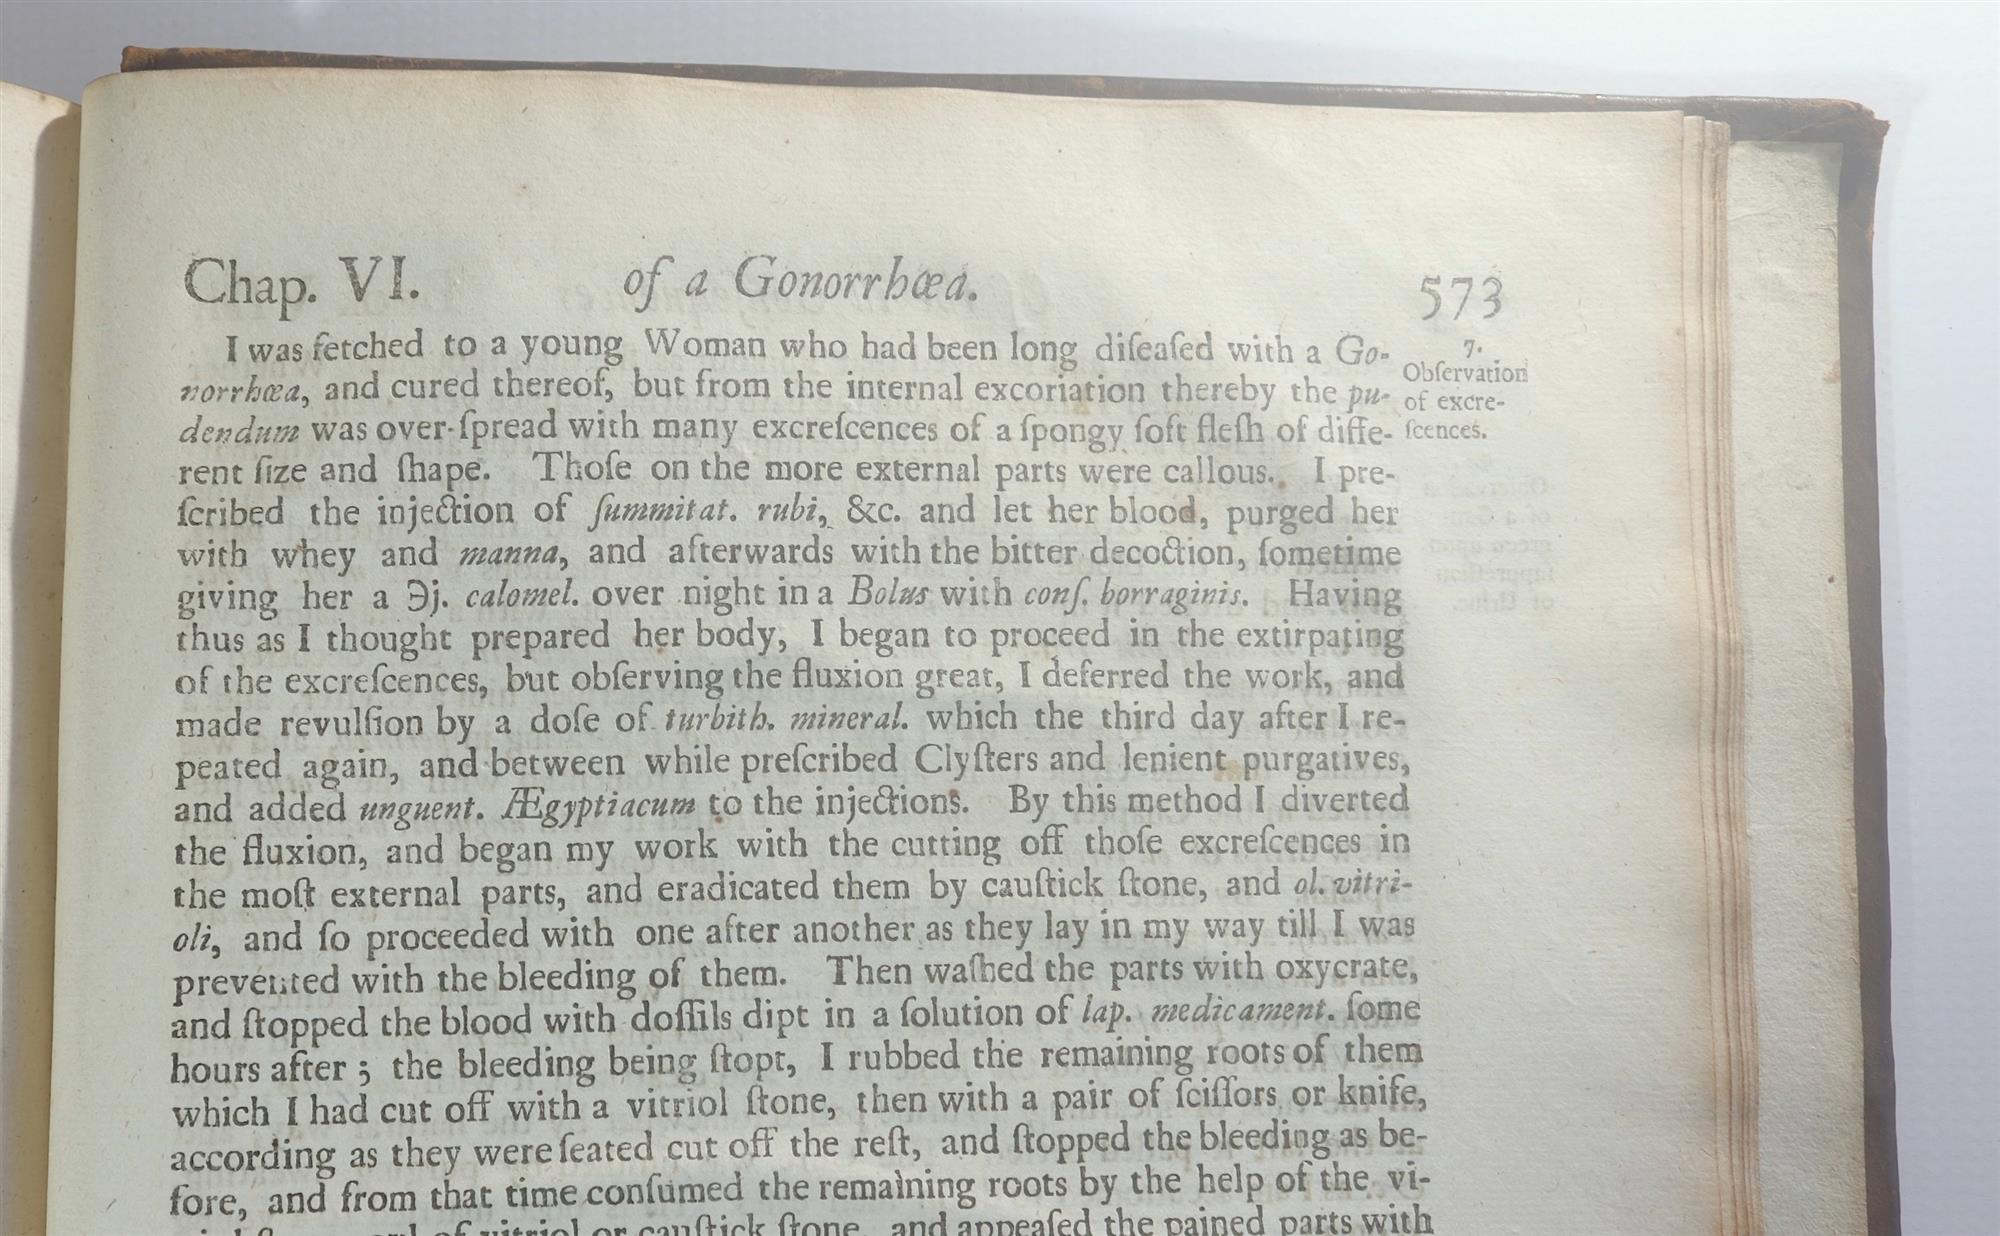 Chap. VI. of a Gonorrhœa. 573
I was fetched to a young Woman who had been long diſeaſed with a Go-
norrhœa, and cured thereof, but from the internal excoriation thereby the pu-
dendum was over-ſpread with many excreſcences of a ſpongy ſoft fleſh of diffe-
rent ſize and ſhape. Thoſe on the more external parts were callous. I pre-
ſcribed the injection of ſummitat. rubi, &c. and let her blood, purged her
with whey and manna, and afterwards with the bitter decoction, ſometime
giving her a ℈j. calomel. over night in a Bolus with conſ. borraginis. Having
thus as I thought prepared her body, I began to proceed in the extirpating
of the excreſcences, but obſerving the fluxion great, I deferred the work, and
made revulſion by a doſe of turbith. mineral. which the third day after I re-
peated again, and between while preſcribed Clyſters and lenient purgatives,
and added unguent. Ægyptiacum to the injections. By this method I diverted
the fluxion, and began my work with the cutting off thoſe excreſcences in
the moſt external parts, and eradicated them by cauſtick ſtone, and ol. vitri-
oli, and ſo proceeded with one after another as they lay in my way till I was
prevented with the bleeding of them. Then waſhed the parts with oxycrate,
and ſtopped the blood with doſſils dipt in a ſolution of lap. medicament. ſome
hours after; the bleeding being ſtopt, I rubbed the remaining roots of them
which I had cut off with a vitriol ſtone, then with a pair of ſciſſors or knife,
according as they were ſeated cut off the reſt, and ſtopped the bleeding as be-
fore, and from that time conſumed the remaining roots by the help of the vi-
of vitriol or cauſtick ſtone, and appeaſed the pained parts with
7.
Obſervation
of excre-
ſcences.